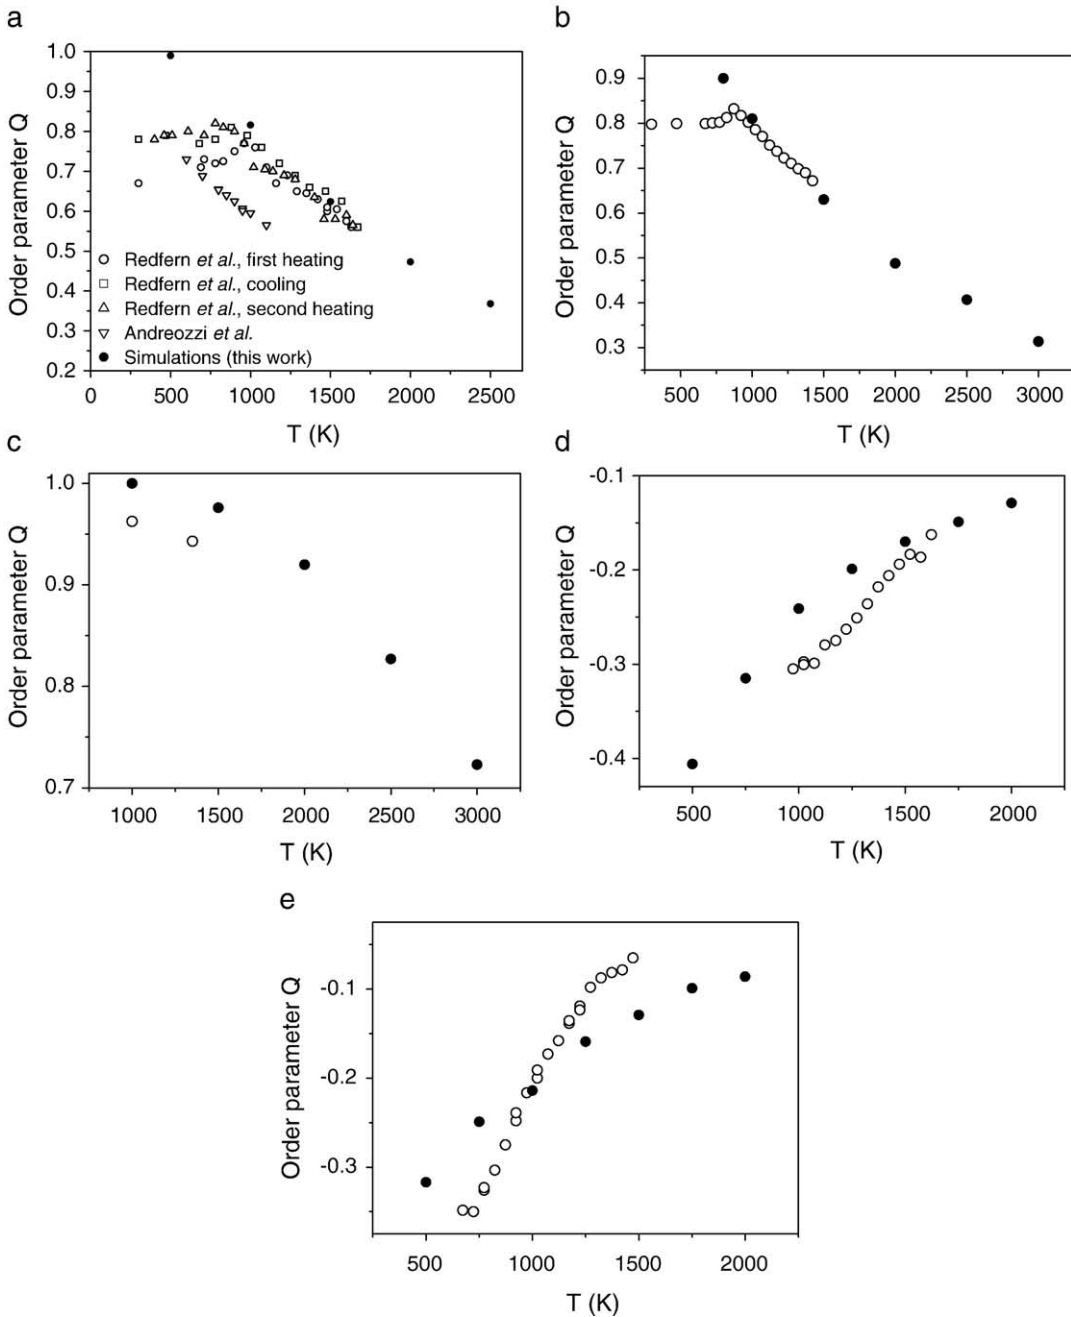 a
1.0
0.9
0.8
0.7
0.6
0.5
0.4
0.3
0.2
Order parameter Q
Redfern et al., first heating
Redfern et al., cooling
Redfern et al., second heating
Andreozzi et al.
Simulations (this work)
0 500 1000 1500 2000 2500
T (K)
b
0.9
0.8
0.7
0.6
0.5
0.4
0.3
Order parameter Q
500 1000 1500 2000 2500 3000
T (K)
c
1.0
0.9
0.8
0.7
Order parameter Q
1000 1500 2000 2500 3000
T (K)
d
-0.1
-0.2
-0.3
-0.4
Order parameter Q
500 1000 1500 2000
T (K)
e
-0.1
-0.2
-0.3
Order parameter Q
500 1000 1500 2000
T (K)